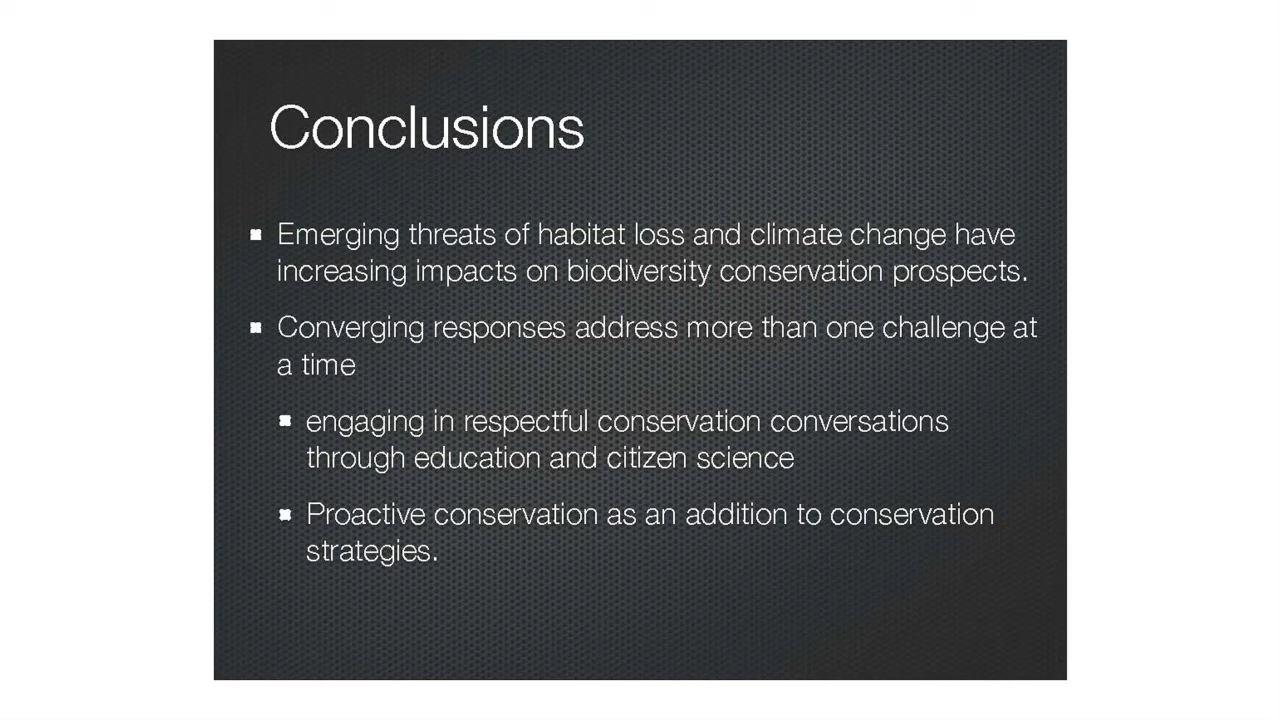 Conclusions
Emerging threats of habitat loss and climate change have
increasing impacts on biodiversity conservation prospects.
Converging responses address more than one challenge at
a time
engaging in respectful conservation conversations
through education and citizen science
Proactive conservation as an addition to conservation
strategies.